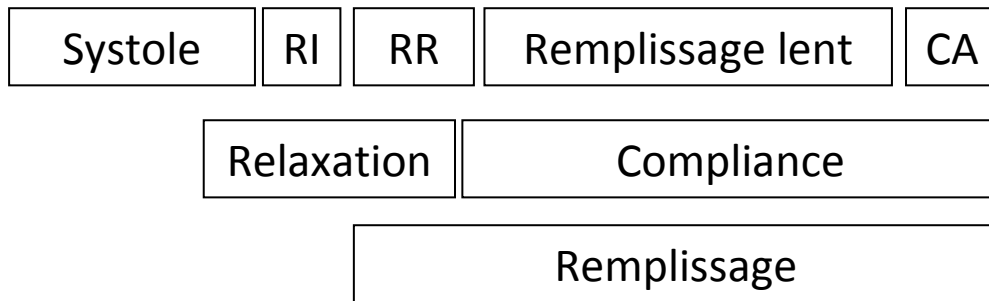 Systole RI RR Remplissage lent CA
Relaxation Compliance
Remplissage